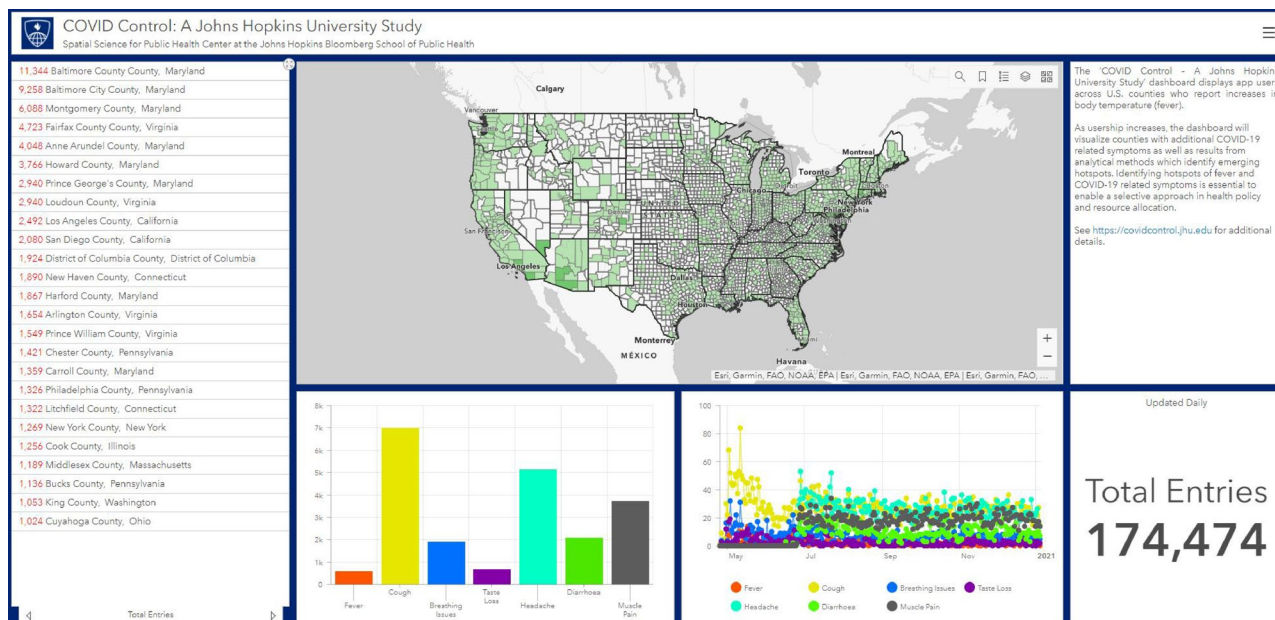 COVID Control: A Johns Hopkins University Study
Spatial Science for Public Health Center at the Johns Hopkins Bloomberg School of Public Health
11,344 Baltimore County County, Maryland
9,258 Baltimore City County, Maryland
6,088 Montgomery County, Maryland
4,723 Fairfax County County, Virginia
4,048 Anne Arundel County, Maryland
3,766 Howard County, Maryland
2,940 Prince George's County, Maryland
2,940 Loudoun County, Virginia
2,492 Los Angeles County, California
2,080 San Diego County, California
1,924 District of Columbia County, District of Columbia
1,890 New Haven County, Connecticut
1,867 Harford County, Maryland
1,654 Arlington County, Virginia
1,549 Prince William County, Virginia
1,421 Chester County, Pennsylvania
1,359 Carroll County, Maryland
1,326 Philadelphia County, Pennsylvania
1,322 Litchfield County, Connecticut
1,269 New York County, New York
1,256 Cook County, Illinois
1,189 Middlesex County, Massachusetts
1,136 Bucks County, Pennsylvania
1,053 King County, Washington
1,024 Cuyahoga County, Ohio
Total Entries
Calgary
Vancouver
Seattle
Montreal
Toronto
Detroit
Boston
Chicago
New York
Philadelphia
UNITED
STATES
Denver
San Francisco
Los Angeles
Dallas
Houston
Miami
Monterrey
MÉXICO
Havana
+
−
Esri, Garmin, FAO, NOAA, EPA | Esri, Garmin, FAO, NOAA, EPA | Esri, Garmin, FAO, ...
The 'COVID Control - A Johns Hopkin
University Study' dashboard displays app user
across U.S. counties who report increases i
body temperature (fever).
As usership increases, the dashboard will
visualize counties with additional COVID-19
related symptoms as well as results from
analytical methods which identify emerging
hotspots. Identifying hotspots of fever and
COVID-19 related symptoms is essential to
enable a selective approach in health policy
and resource allocation.
See https://covidcontrol.jhu.edu for additional
details.
8k
7k
6k
5k
4k
3k
2k
1k
0
Fever
Cough
Breathing
Issues
Taste
Loss
Headache
Diarrhoea
Muscle
Pain
100
80
60
40
20
0
May
Jul
Sep
Nov
2021
Fever
Cough
Breathing Issues
Taste Loss
Headache
Diarrhoea
Muscle Pain
Updated Daily
Total Entries
174,474